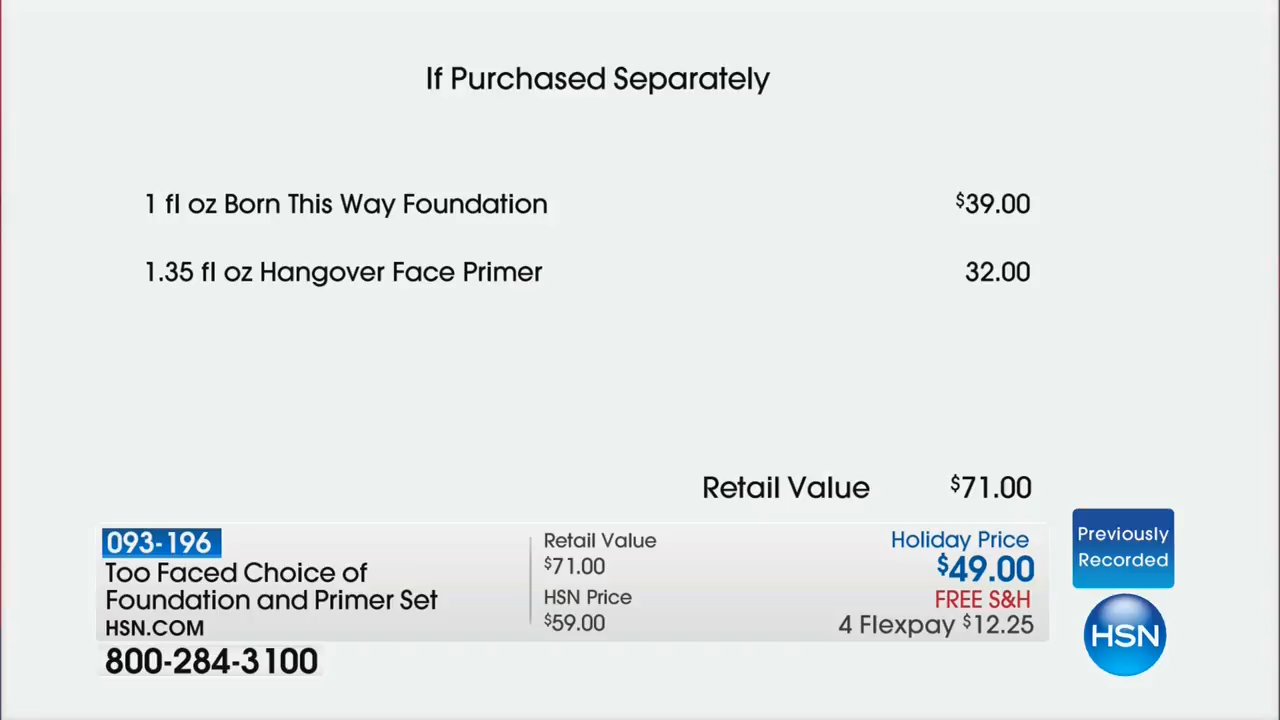 If Purchased Separately
1 fl oz Born This Way Foundation $39.00
1.35 fl oz Hangover Face Primer 32.00
Retail Value $71.00
093-196
Too Faced Choice of
Foundation and Primer Set
HSN.COM
800-284-3100
Retail Value
$71.00
HSN Price
$59.00
Holiday Price
$49.00
FREE S&H
4 Flexpay $12.25
Previously
Recorded
HSN